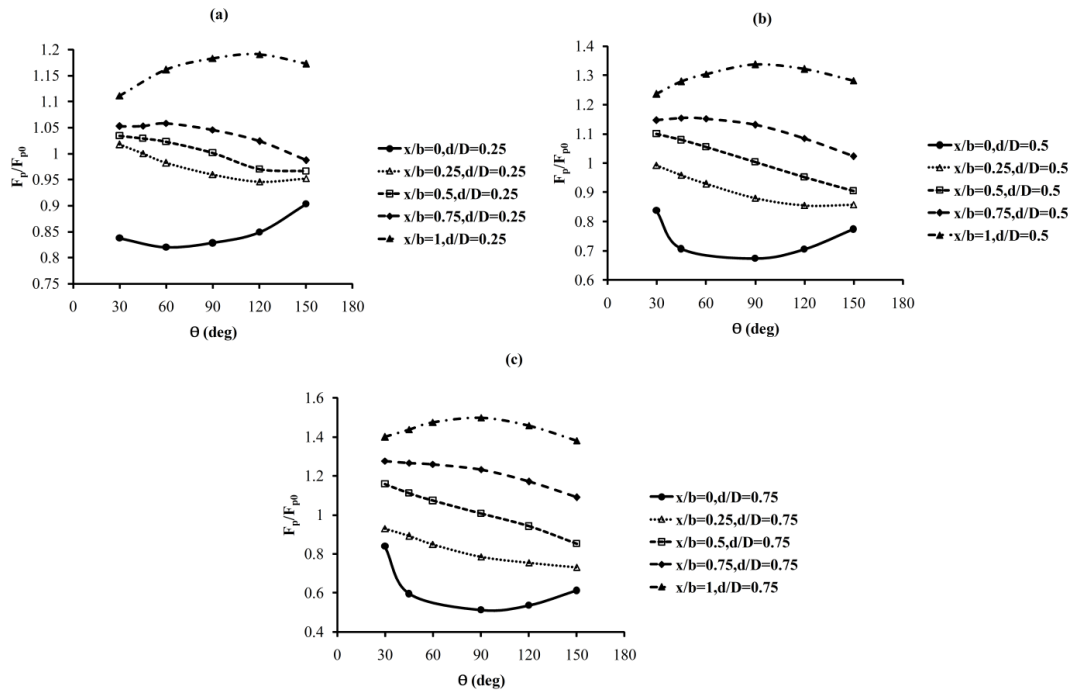 (a)
1.2
1.15
1.1
1.05
1
0.95
0.9
0.85
0.8
0.75
Fp/Fp0
0 30 60 90 120 150 180
Θ (deg)
x/b=0,d/D=0.25
x/b=0.25,d/D=0.25
x/b=0.5,d/D=0.25
x/b=0.75,d/D=0.25
x/b=1,d/D=0.25
(b)
1.4
1.3
1.2
1.1
1
0.9
0.8
0.7
0.6
Fp/Fp0
0 30 60 90 120 150 180
Θ (deg)
x/b=0,d/D=0.5
x/b=0.25,d/D=0.5
x/b=0.5,d/D=0.5
x/b=0.75,d/D=0.5
x/b=1,d/D=0.5
(c)
1.6
1.4
1.2
1
0.8
0.6
0.4
Fp/Fp0
0 30 60 90 120 150 180
Θ (deg)
x/b=0,d/D=0.75
x/b=0.25,d/D=0.75
x/b=0.5,d/D=0.75
x/b=0.75,d/D=0.75
x/b=1,d/D=0.75